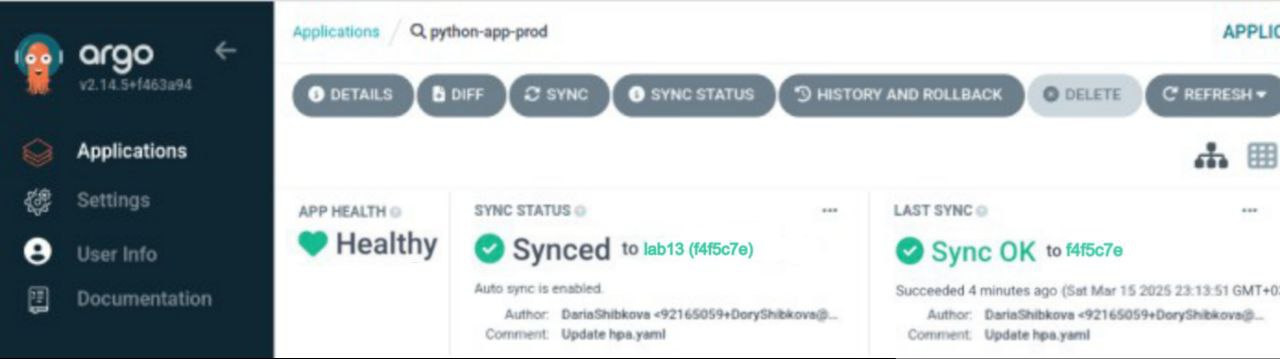 argo
v2.14.5+f463a94
Applications
Settings
User Info
Documentation
Applications / python-app-prod
APPLIC
DETAILS DIFF SYNC SYNC STATUS HISTORY AND ROLLBACK DELETE REFRESH
APP HEALTH
Healthy
SYNC STATUS ...
Synced to lab13 (f4f5c7e)
Auto sync is enabled.
Author: DariaShibkova <92165059+DoryShibkova@...
Comment: Update hpa.yaml
LAST SYNC ...
Sync OK to f4f5c7e
Succeeded 4 minutes ago (Sat Mar 15 2025 23:13:51 GMT+0
Author: DariaShibkova <92165059+DoryShibkova@...
Comment: Update hpa.yaml